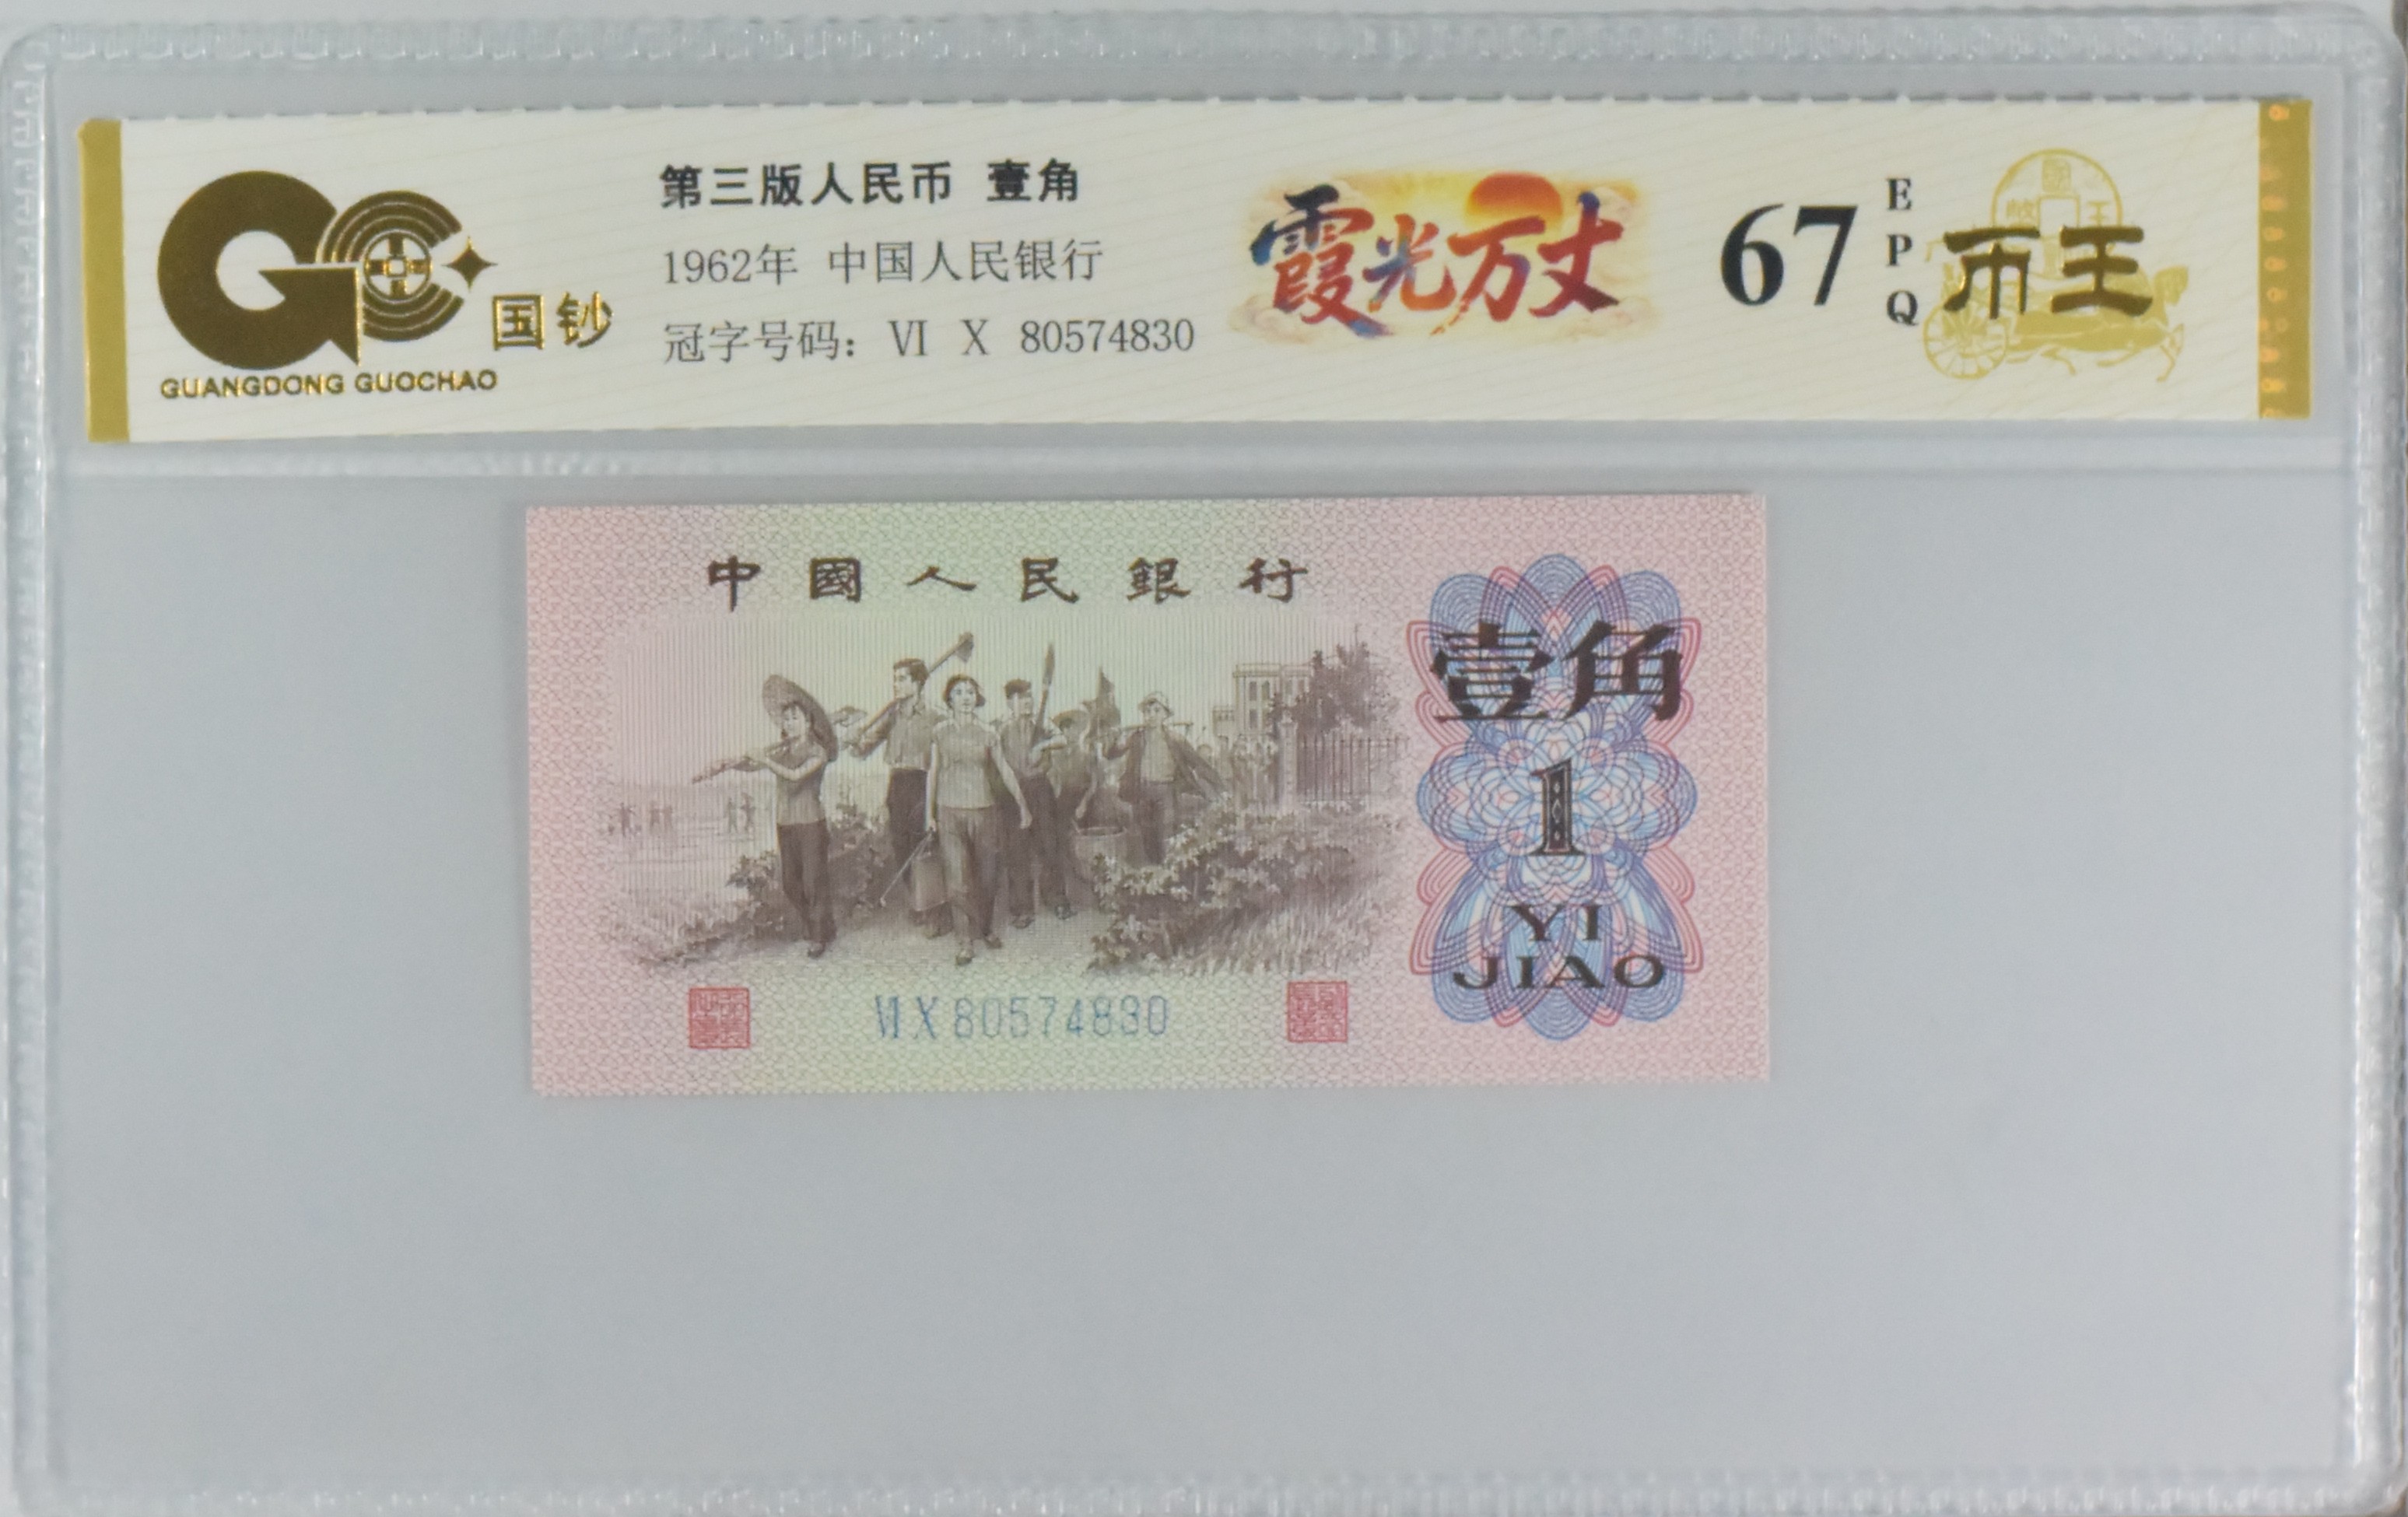 国钞
GUANGDONG GUOCHAO
第三版人民币 壹角
1962年 中国人民银行
冠字号码: VI X 80574830
霞光万丈
67
EPQ
币王
中國人民銀行
壹角
1
YI
JIAO
VI X 80574830